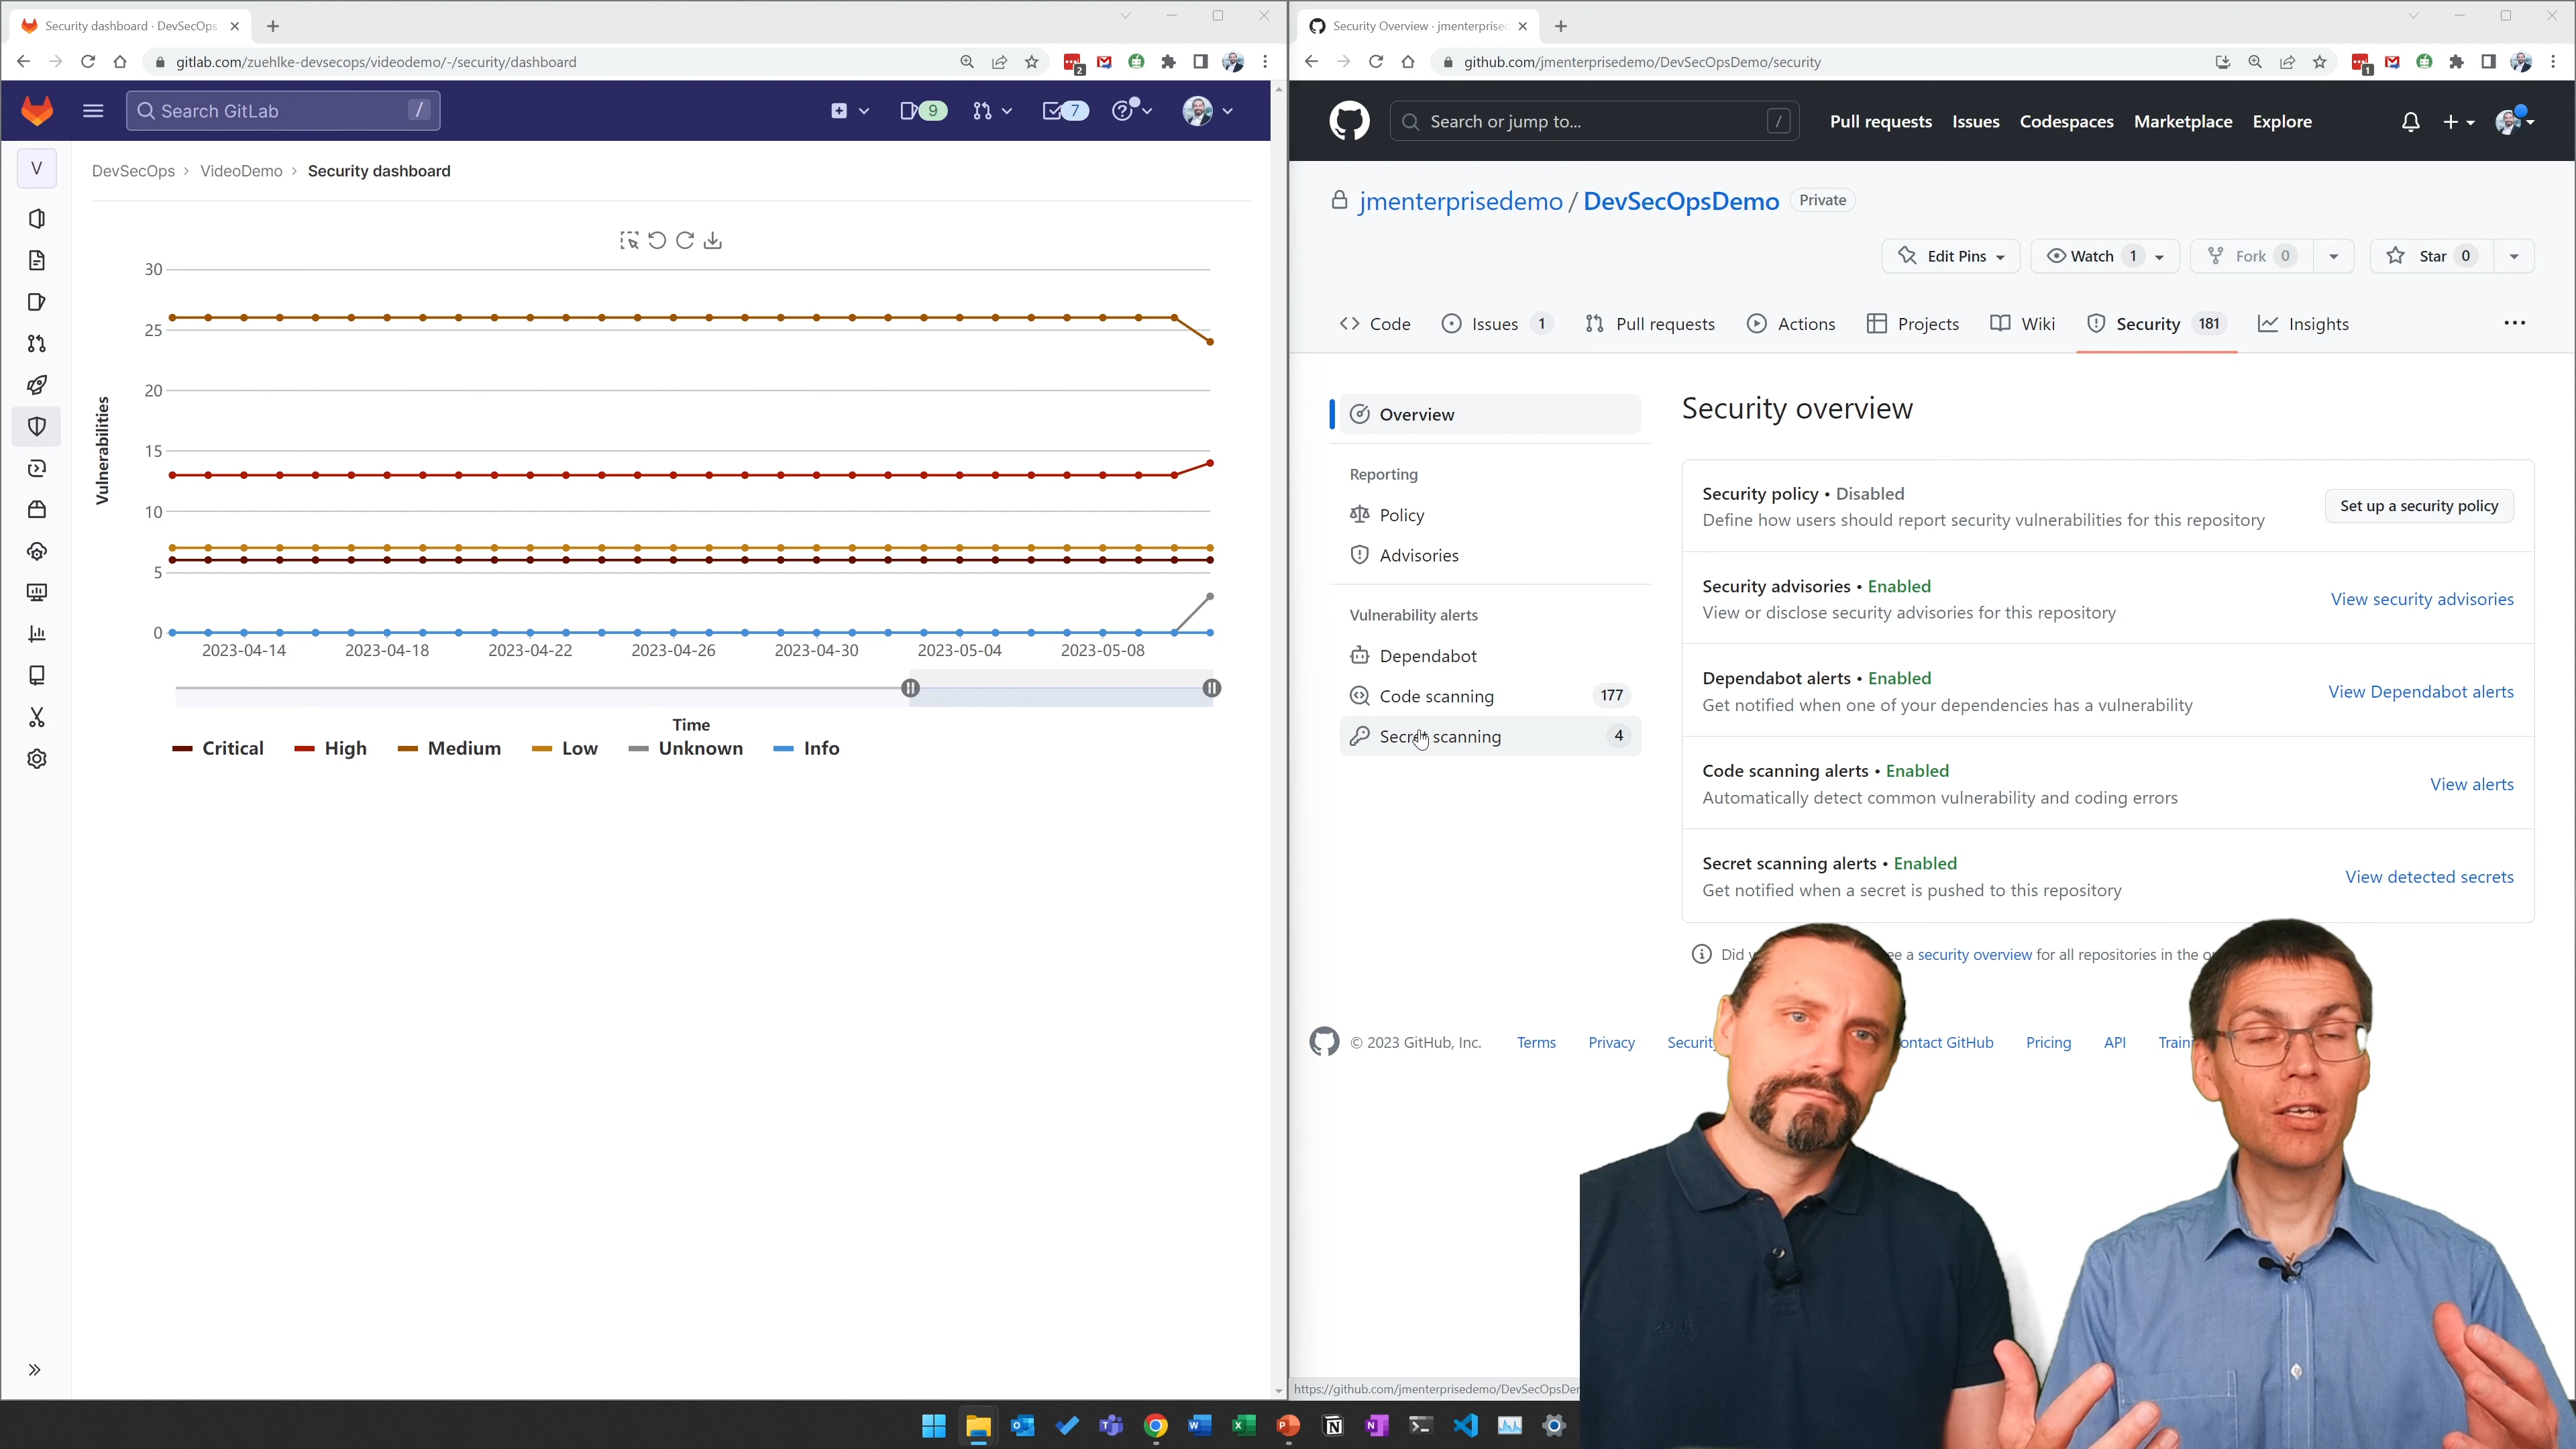 Security dashboard · DevSecOps
gitlab.com/zuehlke-devsecops/videodemo/-/security/dashboard
2
Search GitLab
/
9
7
V
DevSecOps › VideoDemo › Security dashboard
30
25
20
15
10
5
0
Vulnerabilities
2023-04-14
2023-04-18
2023-04-22
2023-04-26
2023-04-30
2023-05-04
2023-05-08
Time
Critical
High
Medium
Low
Unknown
Info
Security Overview · jmenterprise
github.com/jmenterprisedemo/DevSecOpsDemo/security
1
Search or jump to...
/
Pull requests
Issues
Codespaces
Marketplace
Explore
jmenterprisedemo / DevSecOpsDemo
Private
Edit Pins
Watch 1
Fork 0
Star 0
Code
Issues 1
Pull requests
Actions
Projects
Wiki
Security 181
Insights
Overview
Reporting
Policy
Advisories
Vulnerability alerts
Dependabot
Code scanning 177
Secret scanning 4
Security overview
Security policy • Disabled
Define how users should report security vulnerabilities for this repository
Set up a security policy
Security advisories • Enabled
View or disclose security advisories for this repository
View security advisories
Dependabot alerts • Enabled
Get notified when one of your dependencies has a vulnerability
View Dependabot alerts
Code scanning alerts • Enabled
Automatically detect common vulnerability and coding errors
View alerts
Secret scanning alerts • Enabled
Get notified when a secret is pushed to this repository
View detected secrets
Did
a security overview for all repositories in the
© 2023 GitHub, Inc.
Terms
Privacy
Security
GitHub
Pricing
API
https://github.com/jmenterprisedemo/DevSecOpsDe